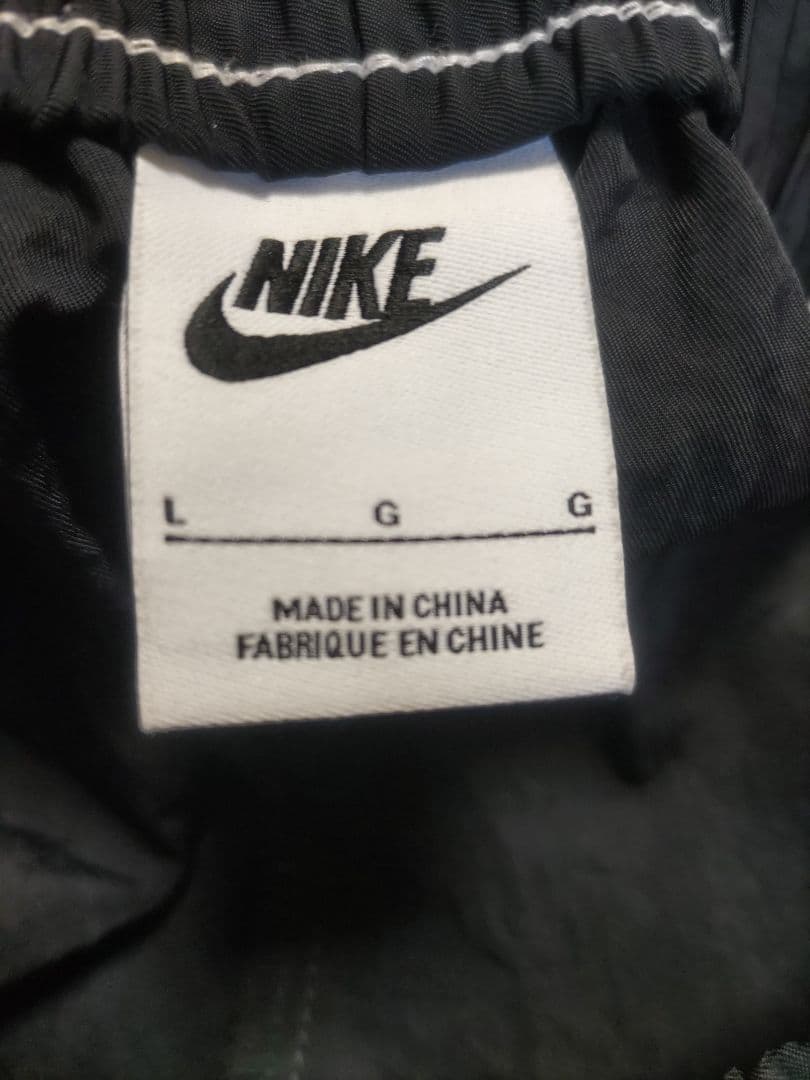 NIKE
L G G
MADE IN CHINA
FABRIQUE EN CHINE